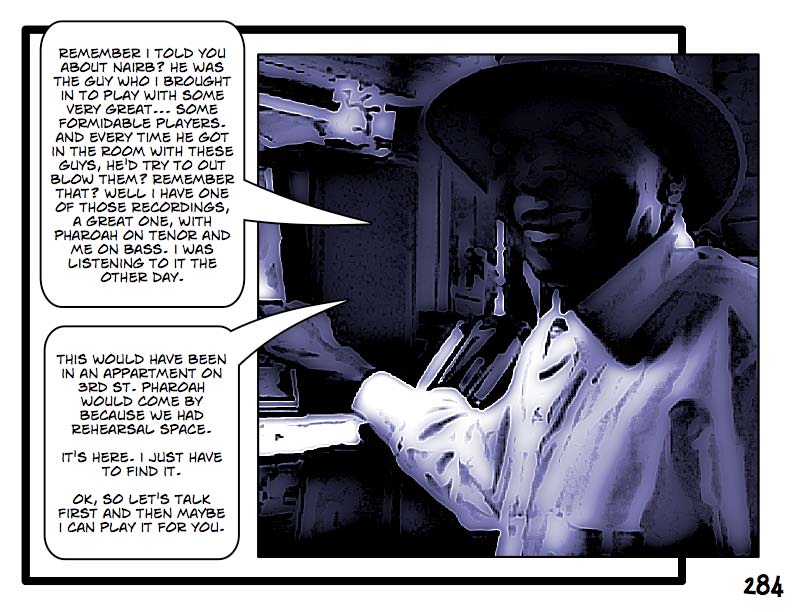 REMEMBER I TOLD YOU
ABOUT NAIRB? HE WAS
THE GUY WHO I BROUGHT
IN TO PLAY WITH SOME
VERY GREAT... SOME
FORMIDABLE PLAYERS.
AND EVERY TIME HE GOT
IN THE ROOM WITH THESE
GUYS, HE'D TRY TO OUT
BLOW THEM? REMEMBER
THAT? WELL I HAVE ONE
OF THOSE RECORDINGS,
A GREAT ONE, WITH
PHAROAH ON TENOR AND
ME ON BASS. I WAS
LISTENING TO IT THE
OTHER DAY.
THIS WOULD HAVE BEEN
IN AN APPARTMENT ON
3RD ST. PHAROAH
WOULD COME BY
BECAUSE WE HAD
REHEARSAL SPACE.
IT'S HERE. I JUST HAVE
TO FIND IT.
OK, SO LET'S TALK
FIRST AND THEN MAYBE
I CAN PLAY IT FOR YOU.
284